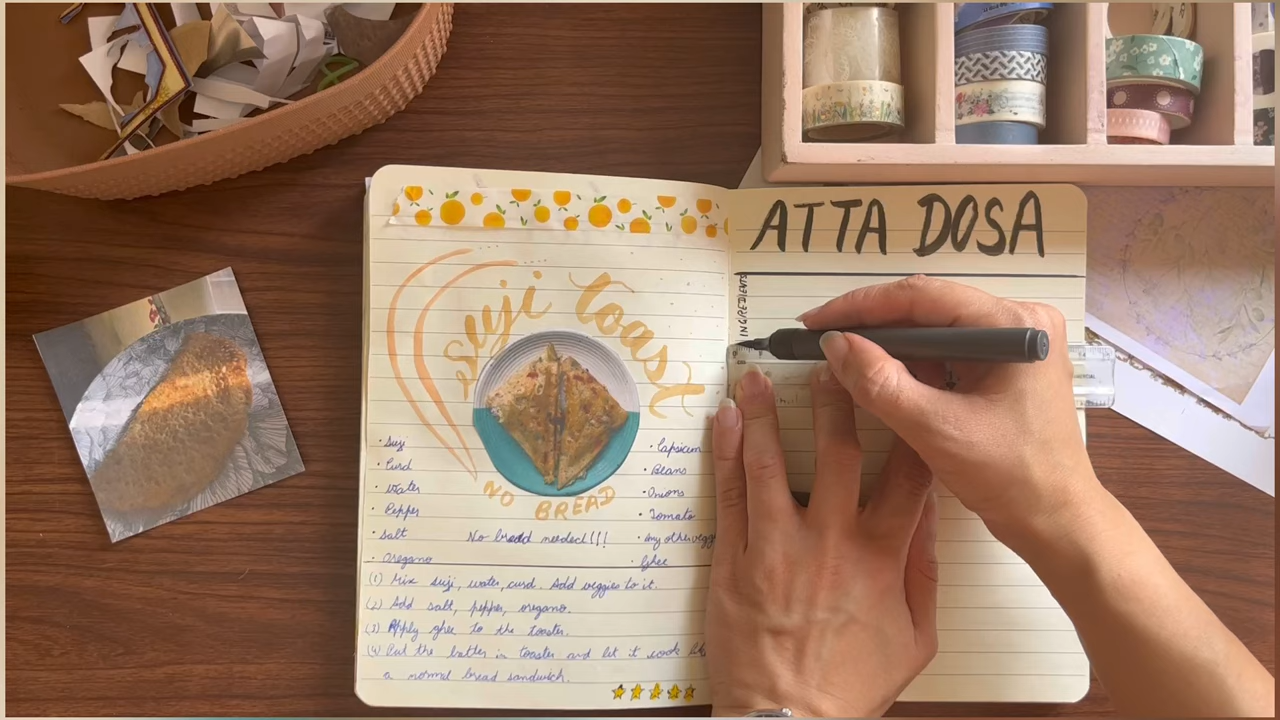 ATTA DOSA
INGREDIENTS
suji toast
NO BREAD
• Suji
• Curd
• Water
• Pepper
• Salt
• Oregano
No bread needed!!!
• Capsicum
• Beans
• Onions
• Tomato
• Any other vegg
• Ghee
(1) Mix suji, water, curd. Add veggies to it.
(2) Add salt, pepper, oregano.
(3) Apply ghee to the toaster.
(4) Put the batter in toaster and let it cook
a normal bread sandwich.